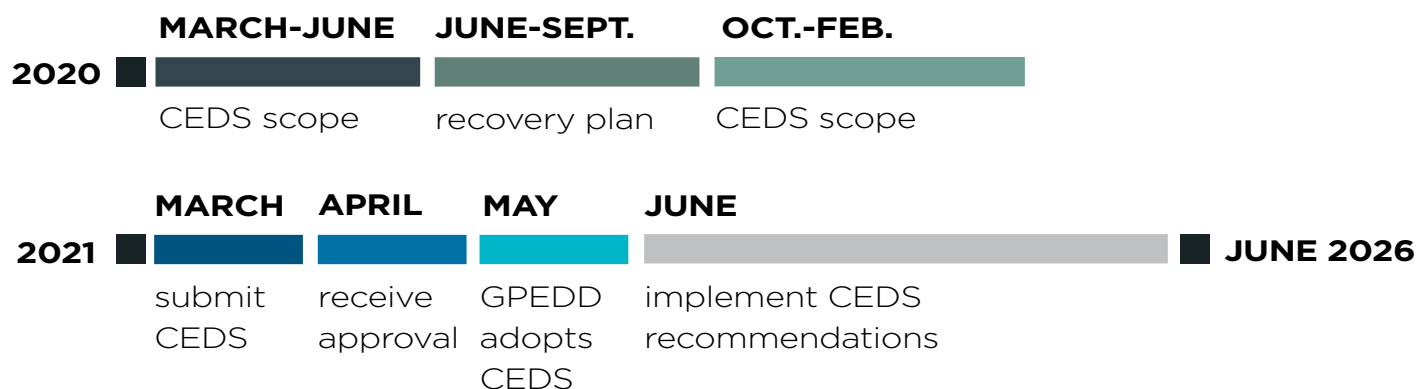 MARCH-JUNE JUNE-SEPT. OCT.-FEB.
2020
CEDS scope recovery plan CEDS scope
MARCH APRIL MAY JUNE
2021 JUNE 2026
submit receive GPEDD implement CEDS
CEDS approval adopts recommendations
CEDS